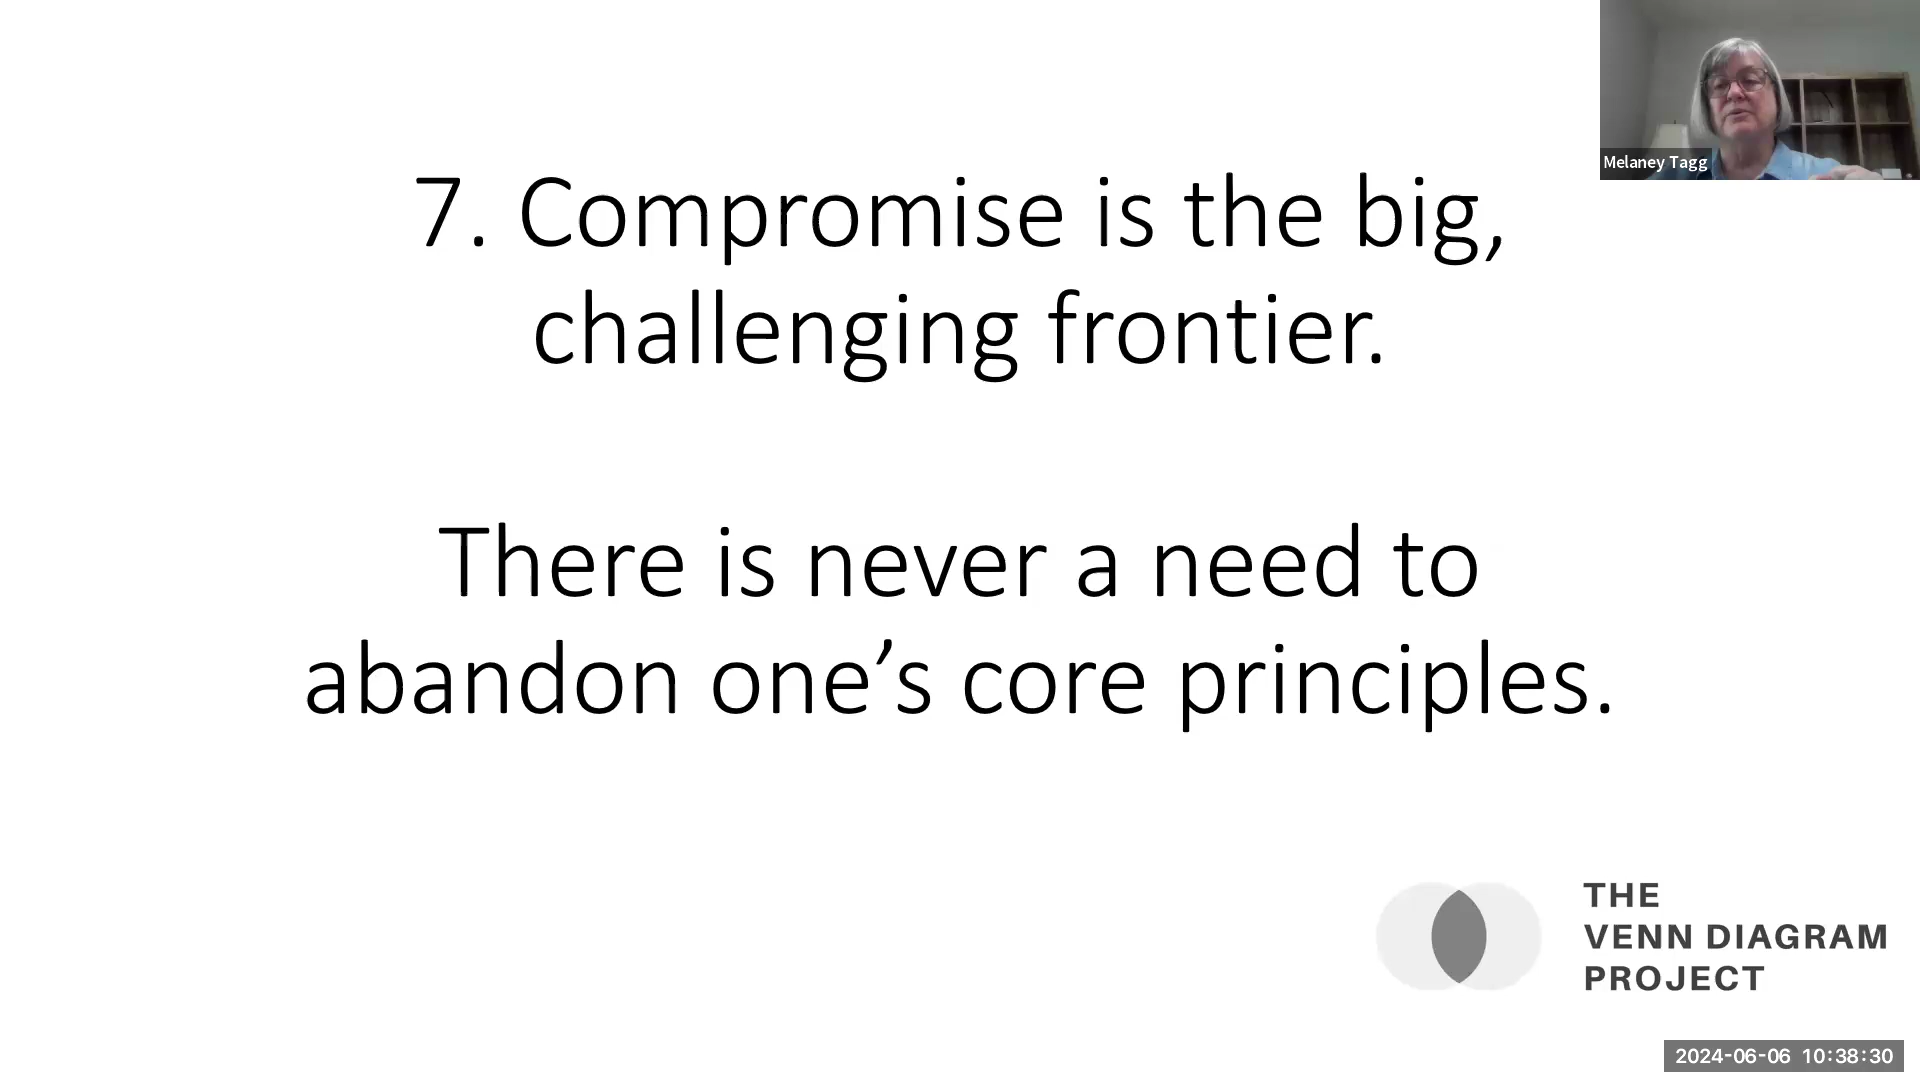 Melaney Tagg
7. Compromise is the big,
challenging frontier.
There is never a need to
abandon one’s core principles.
THE
VENN DIAGRAM
PROJECT
2024-06-06 10:38:30